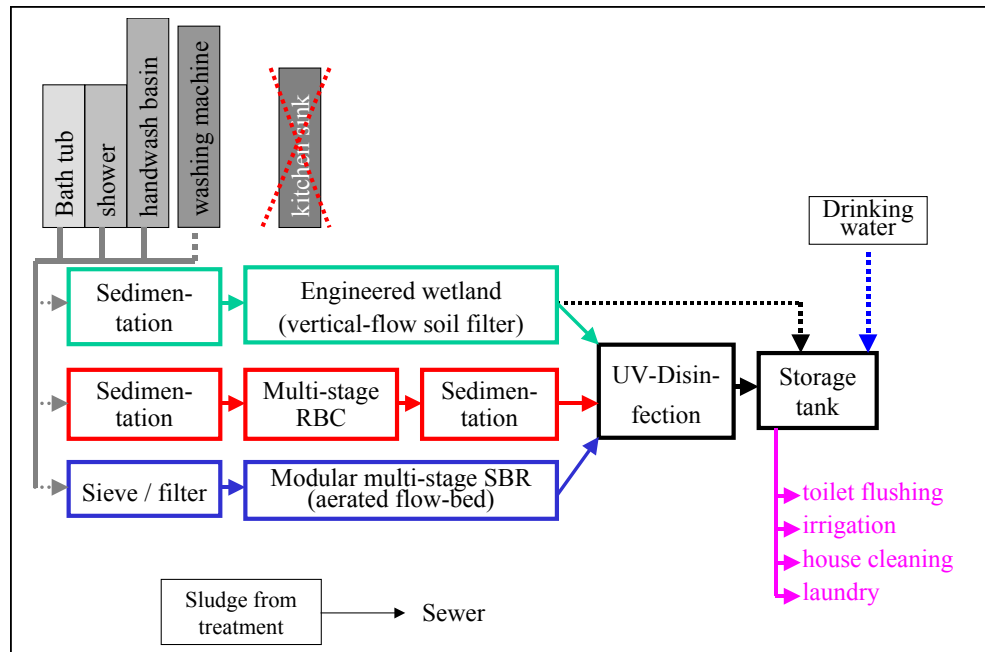 Bath tub
shower
handwash basin
washing machine
kitchen sink
Drinking
water
Sedimen-
tation
Engineered wetland
(vertical-flow soil filter)
Sedimen-
tation
Multi-stage
RBC
Sedimen-
tation
UV-Disin-
fection
Storage
tank
Sieve / filter
Modular multi-stage SBR
(aerated flow-bed)
toilet flushing
irrigation
house cleaning
laundry
Sludge from
treatment
Sewer